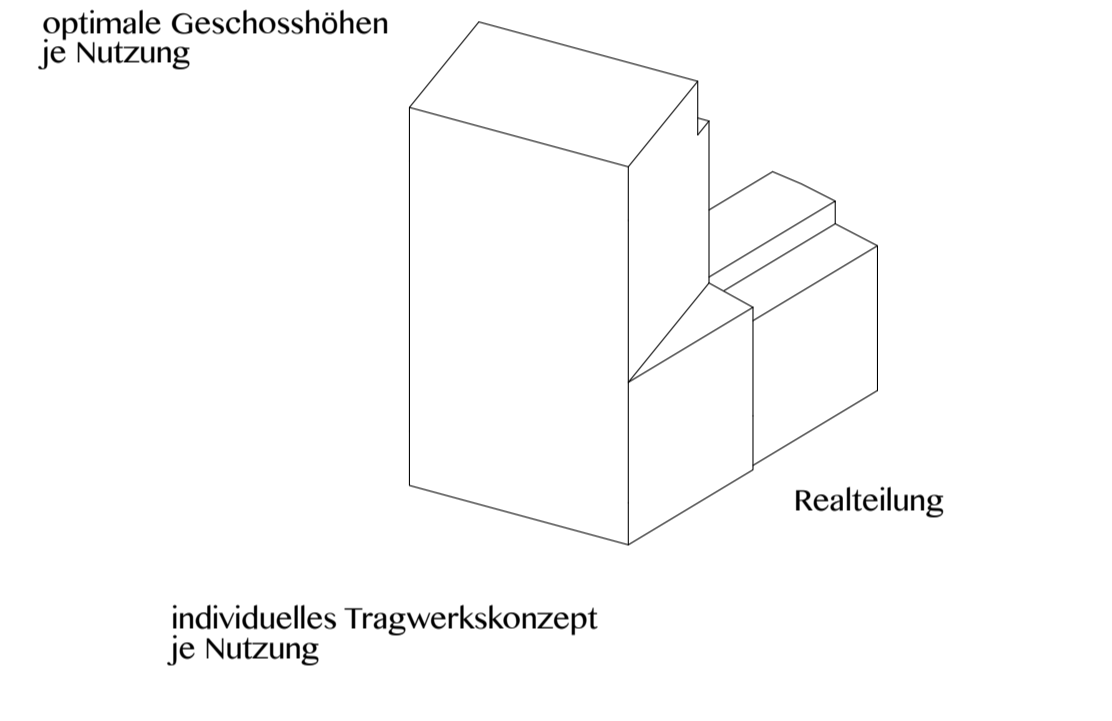 optimale Geschosshöhen
je Nutzung
Realteilung
individuelles Tragwerkskonzept
je Nutzung